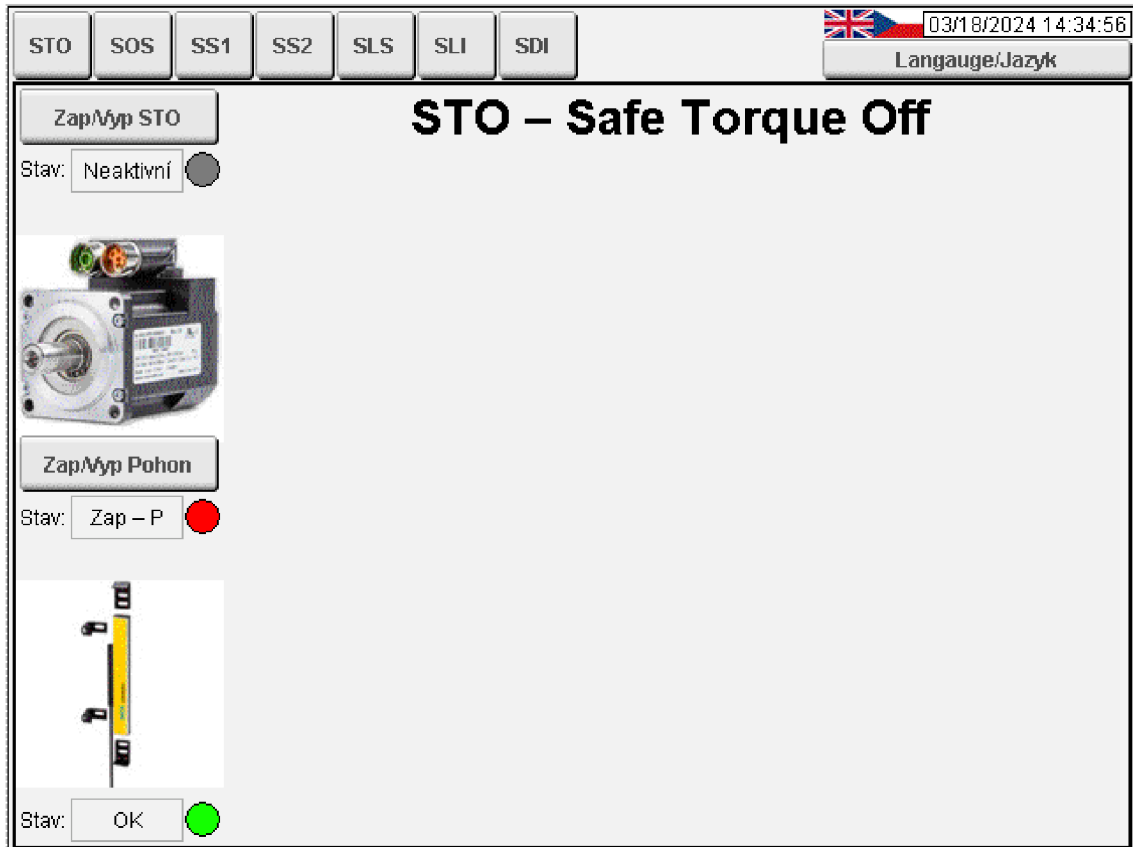 STO SOS SS1 SS2 SLS SLI SDI
03/18/2024 14:34:56
Langauge/Jazyk
Zap/Vyp STO
STO – Safe Torque Off
Stav: Neaktivní
Zap/Vyp Pohon
Stav: Zap – P
Stav: OK